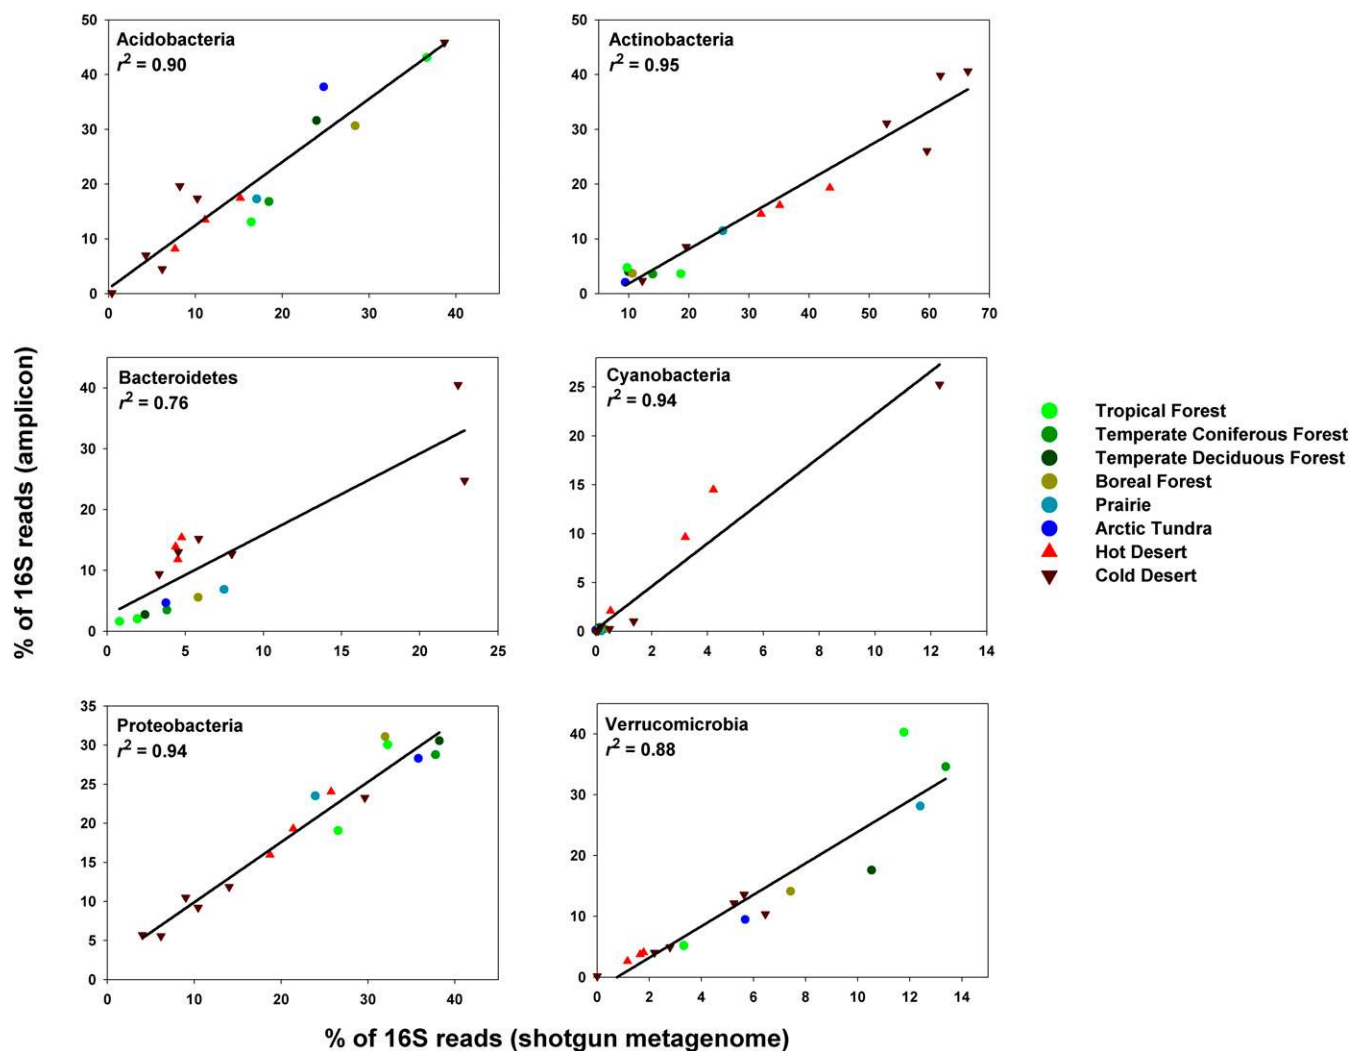 Acidobacteria
r² = 0.90
50
40
30
20
10
0
0 10 20 30 40
Actinobacteria
r² = 0.95
50
40
30
20
10
0
10 20 30 40 50 60 70
Bacteroidetes
r² = 0.76
40
30
20
10
0
0 5 10 15 20 25
Cyanobacteria
r² = 0.94
25
20
15
10
5
0
0 2 4 6 8 10 12 14
Proteobacteria
r² = 0.94
35
30
25
20
15
10
5
0
0 10 20 30 40
Verrucomicrobia
r² = 0.88
40
30
20
10
0
0 2 4 6 8 10 12 14
% of 16S reads (amplicon)
% of 16S reads (shotgun metagenome)
Tropical Forest
Temperate Coniferous Forest
Temperate Deciduous Forest
Boreal Forest
Prairie
Arctic Tundra
Hot Desert
Cold Desert